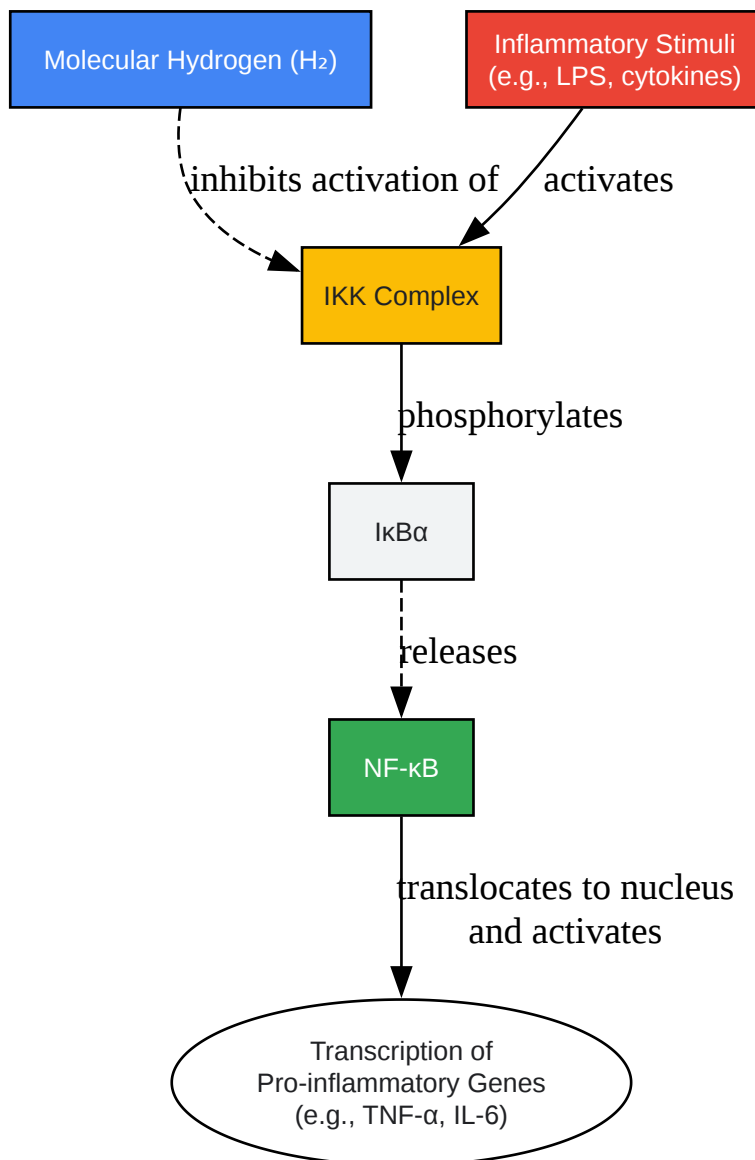 Molecular Hydrogen (H₂)
Inflammatory Stimuli
(e.g., LPS, cytokines)
inhibits activation of
activates
IKK Complex
phosphorylates
IκBα
releases
NF-κB
translocates to nucleus
and activates
Transcription of
Pro-inflammatory Genes
(e.g., TNF-α, IL-6)